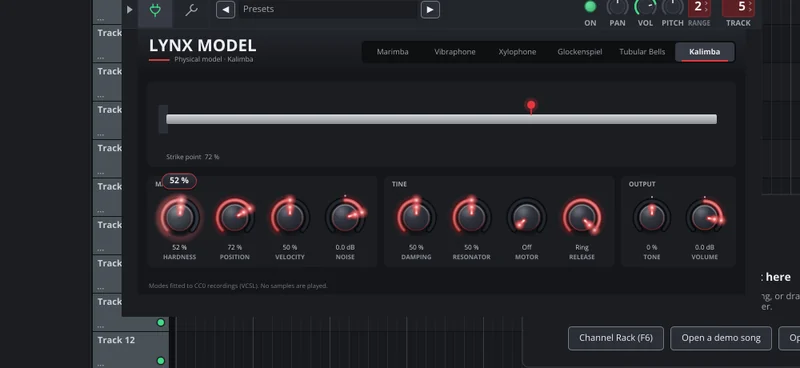 Presets
ON PAN VOL PITCH
2
RANGE
5
TRACK
LYNX MODEL
Physical model · Kalimba
Marimba Vibraphone Xylophone Glockenspiel Tubular Bells Kalimba
Strike point 72 %
52 %
TINE
OUTPUT
52 % 72 % 50 % 0.0 dB 50 % 50 % Off Ring 0 % 0.0 dB
HARDNESS POSITION VELOCITY NOISE DAMPING RESONATOR MOTOR RELEASE TONE VOLUME
Modes fitted to CC0 recordings (VCSL). No samples are played.
...
Track
...
Track
...
Track
...
Track
...
Track
...
Track
...
Track
...
Track
...
Track 12
...
here
or
er.
Channel Rack (F6)
Open a demo song